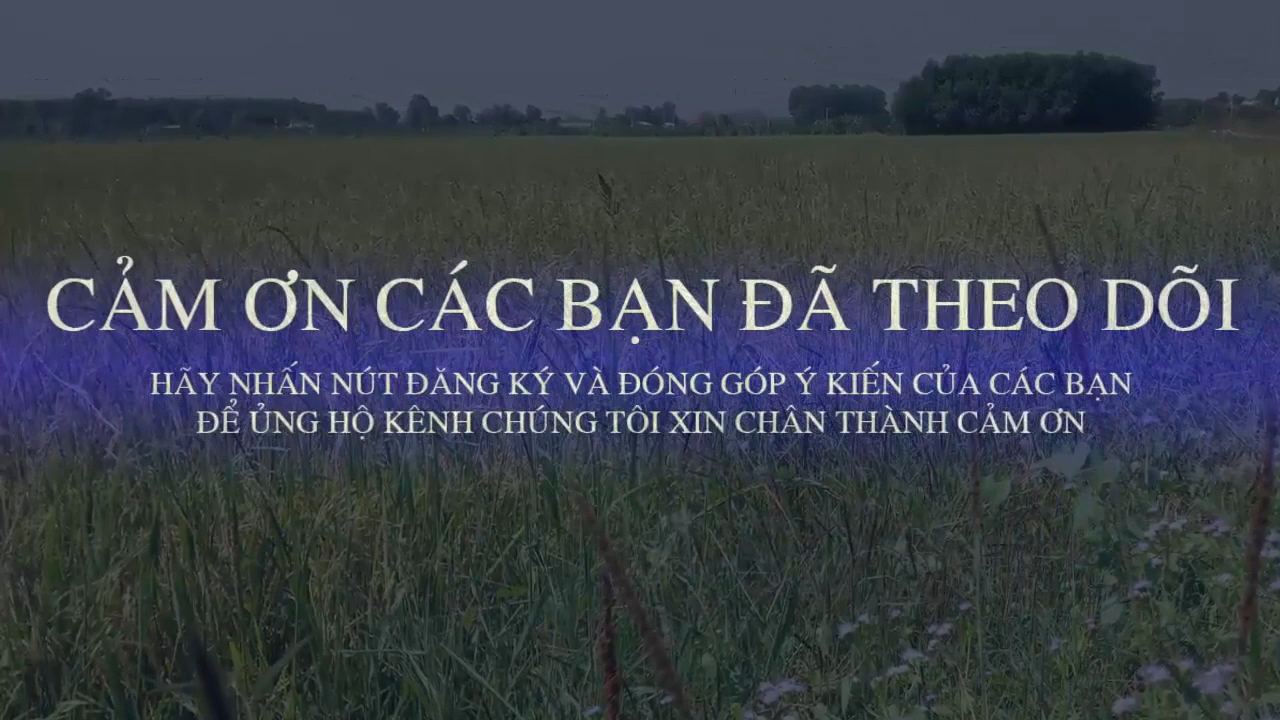 CẢM ƠN CÁC BẠN ĐÃ THEO DÕI
HÃY NHẤN NÚT ĐĂNG KÝ VÀ ĐÓNG GÓP Ý KIẾN CỦA CÁC BẠN
ĐỂ ỦNG HỘ KÊNH CHÚNG TÔI XIN CHÂN THÀNH CẢM ƠN